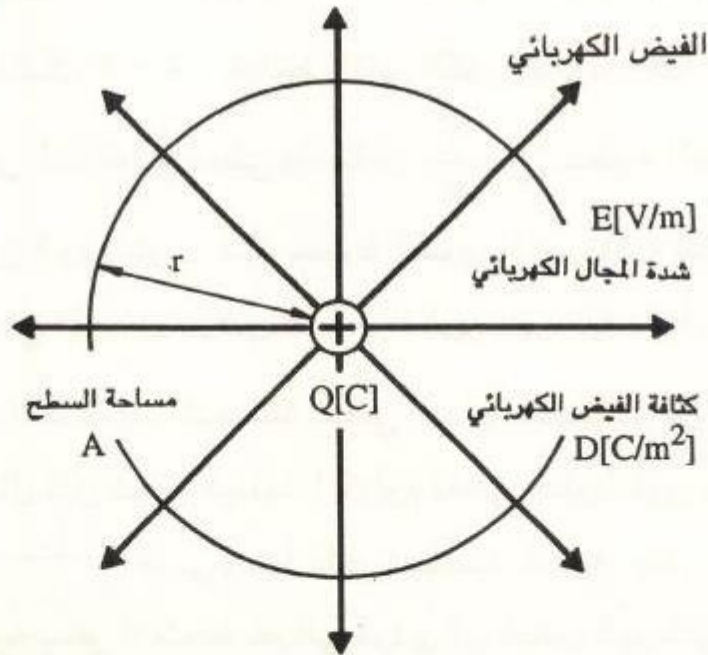 الفيض الكهربائي
E[V/m]
شدة المجال الكهربائي
r
Q[C]
مساحة السطح
A
كثافة الفيض الكهربائي
D[C/m²]